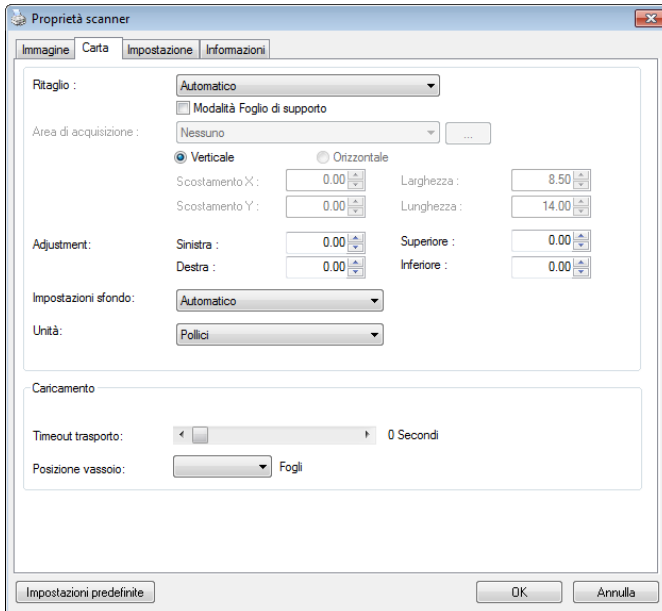 Proprietà scanner
Immagine Carta Impostazione Informazioni
Ritaglio : Automatico
Modalità Foglio di supporto
Area di acquisizione : Nessuno ...
Verticale Orizzontale
Scostamento X : 0.00 Larghezza : 8.50
Scostamento Y : 0.00 Lunghezza : 14.00
Adjustment: Sinistra : 0.00 Superiore : 0.00
Destra : 0.00 Inferiore : 0.00
Impostazioni sfondo: Automatico
Unità: Pollici
Caricamento
Timeout trasporto: 0 Secondi
Posizione vassoio: Fogli
Impostazioni predefinite OK Annulla